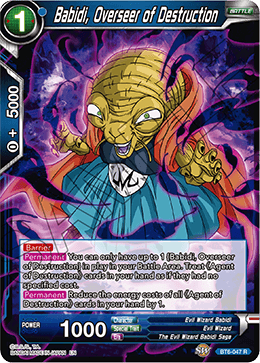 1
Babidi, Overseer of Destruction
BATTLE
0 + 5000
Barrier
Permanent You can only have up to 1 {Babidi, Overseer
of Destruction} in play in your Battle Area. Treat {Agent of
Destruction} cards in your hand as if they had no
specified cost.
Permanent Reduce the energy costs of all {Agent of
Destruction} cards in your hand by 1.
POWER
1000
Character
Evil Wizard Babidi
Special Trait
Evil Wizard
Era
The Evil Wizard Babidi Saga
BT6-047 R